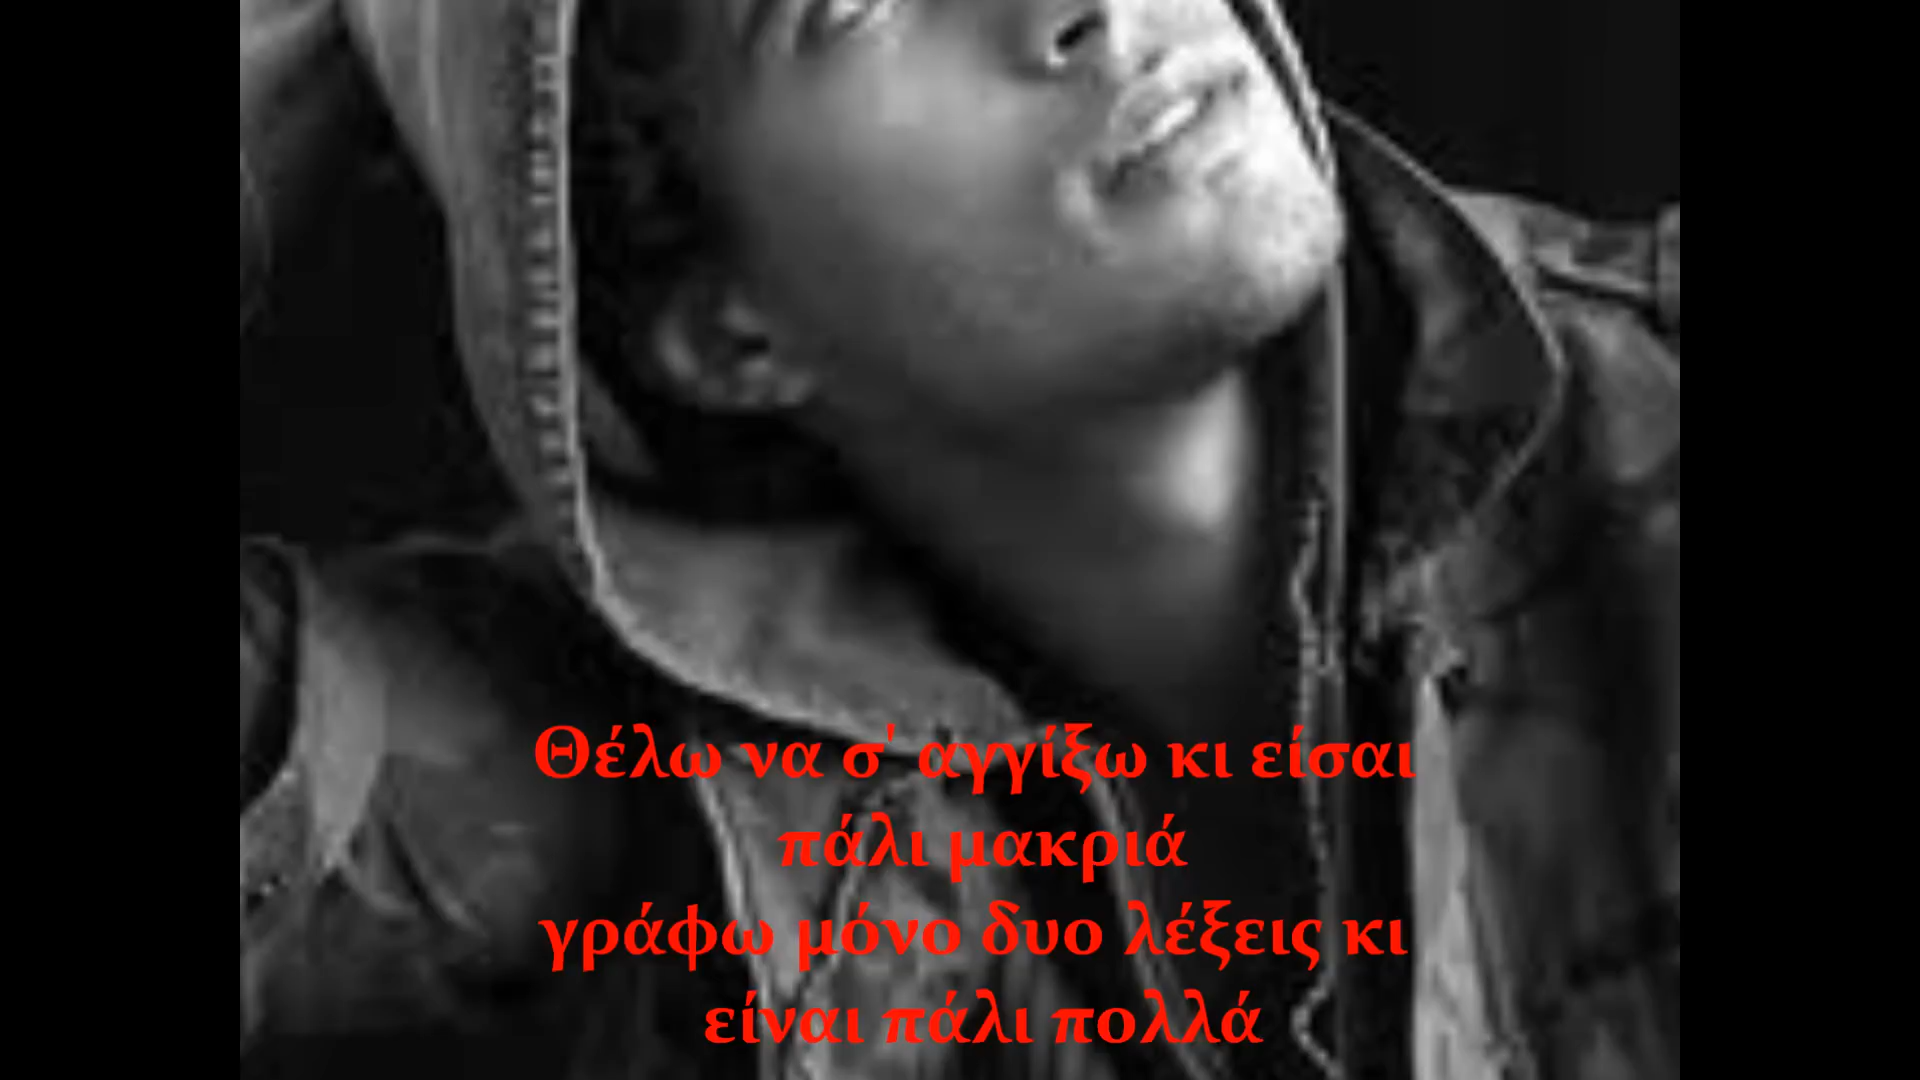 Θέλω να σ' αγγίξω κι είσαι
πάλι μακριά
γράφω μόνο δυο λέξεις κι
είναι πάλι πολλά